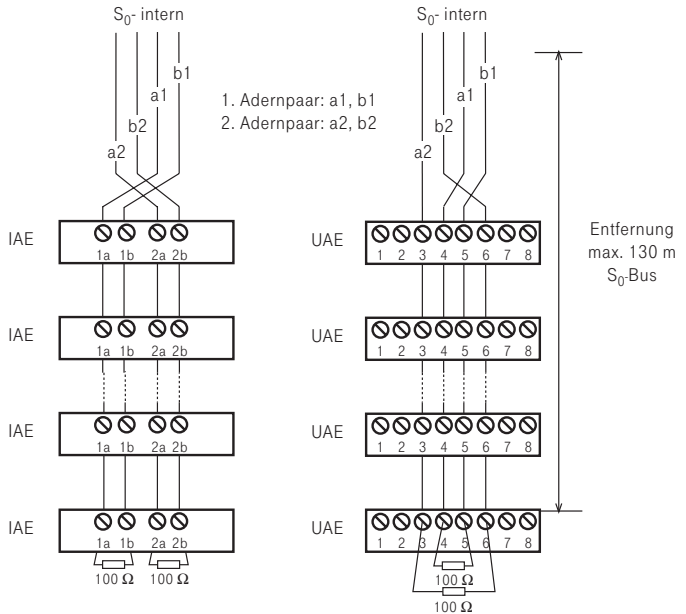 S0- intern
S0- intern
b1
a1
b2
a2
1. Adernpaar: a1, b1
2. Adernpaar: a2, b2
b1
a1
b2
a2
IAE
1a 1b 2a 2b
UAE
1 2 3 4 5 6 7 8
Entfernung
max. 130 m
S0-Bus
IAE
1a 1b 2a 2b
UAE
1 2 3 4 5 6 7 8
IAE
1a 1b 2a 2b
UAE
1 2 3 4 5 6 7 8
IAE
1a 1b 2a 2b
100 Ω 100 Ω
UAE
1 2 3 4 5 6 7 8
100 Ω
100 Ω